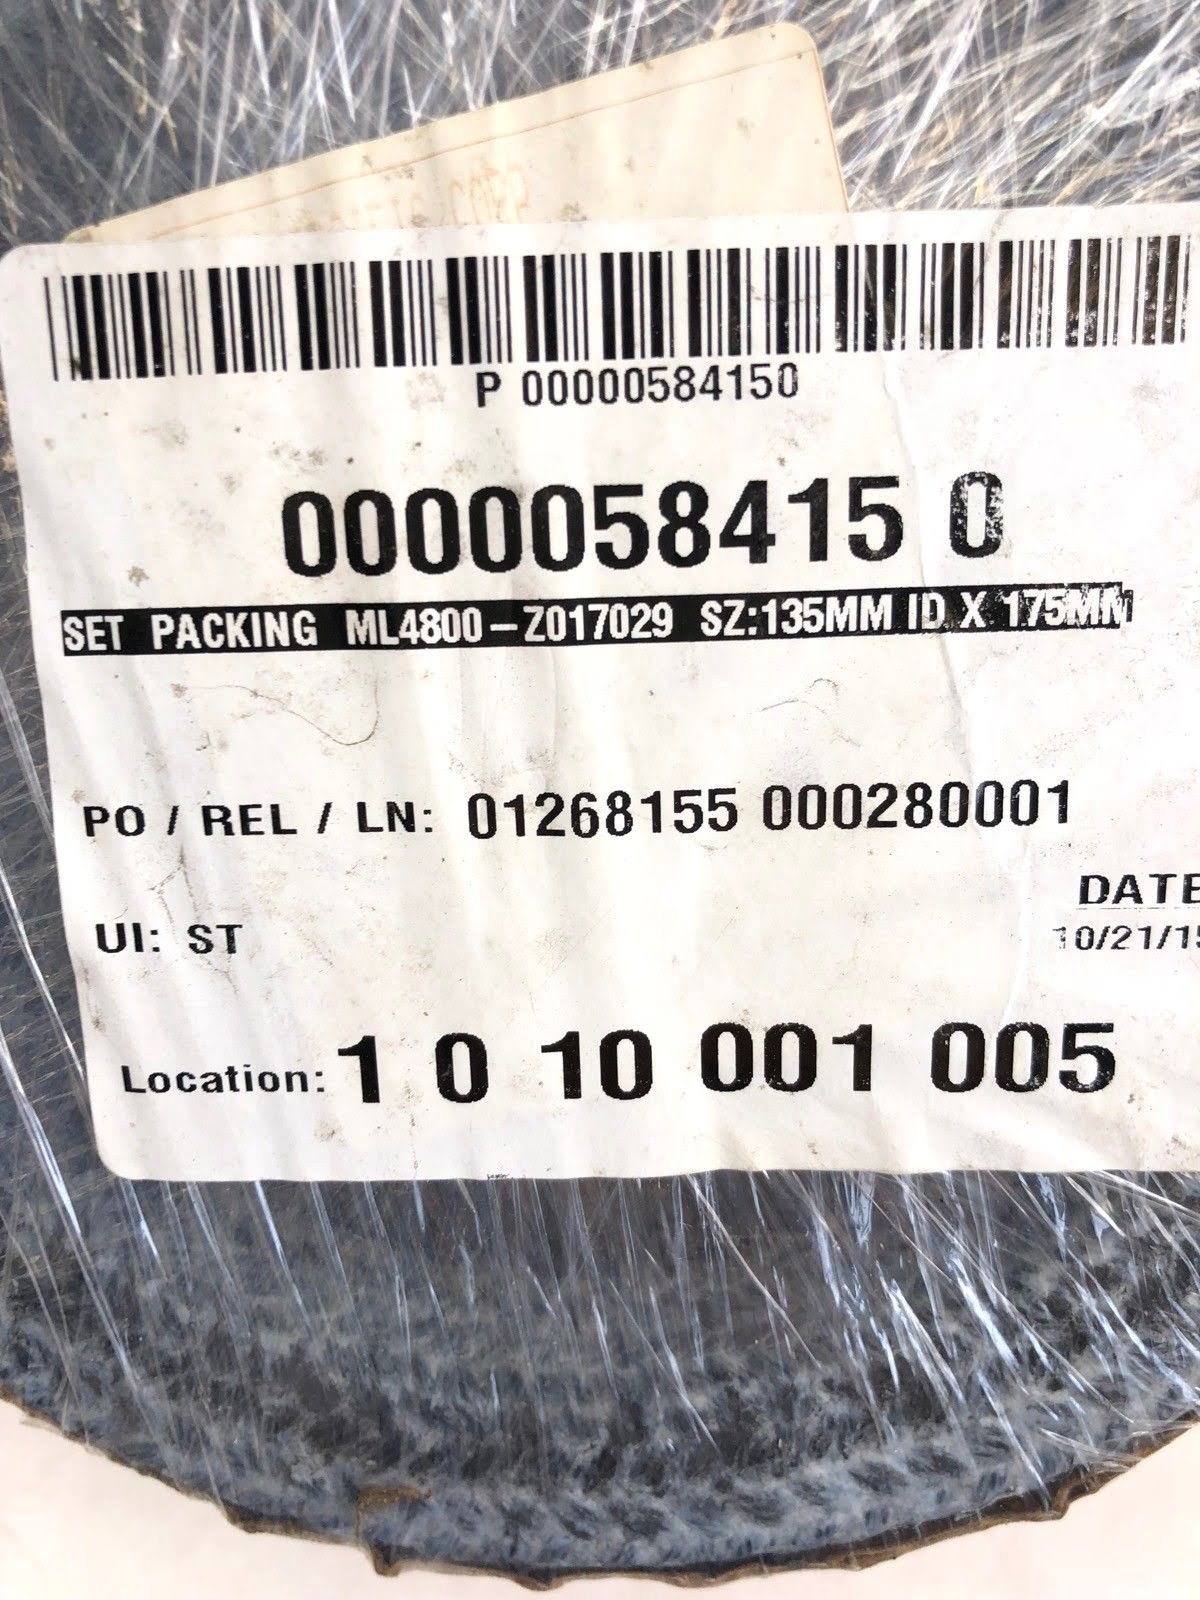 P 00000584150
0000058415 0
SET PACKING ML4800-Z017029 SZ:135MM ID X 175MM
PO / REL / LN: 01268155 000280001
DATE
UI: ST
10/21/15
Location: 1 0 10 001 005